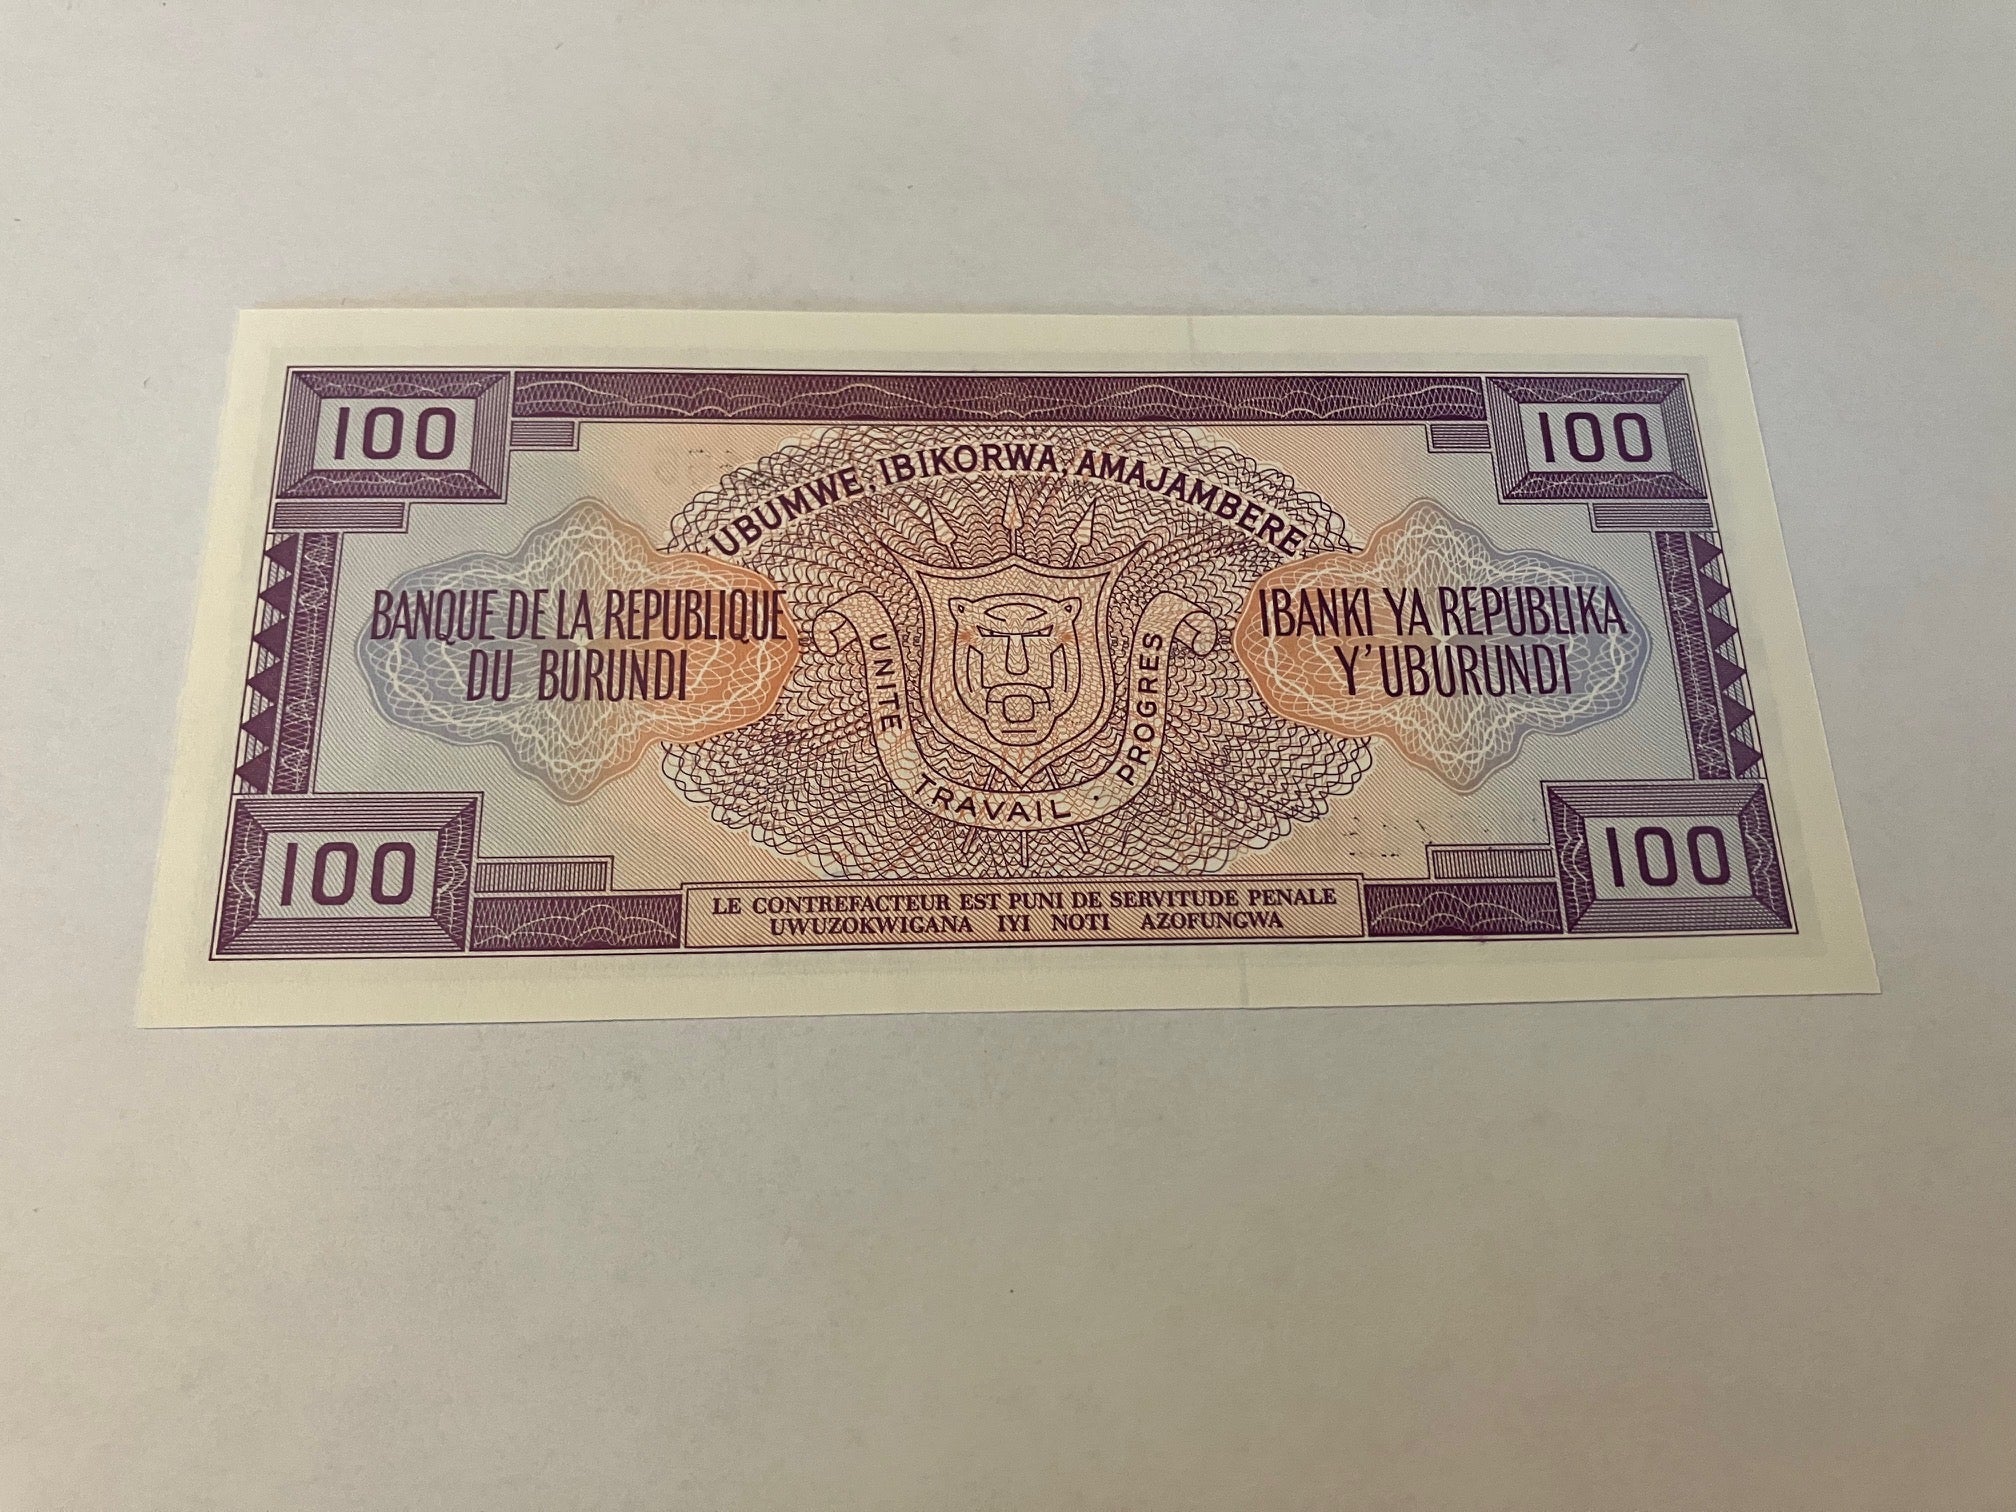 100
100
UBUMWE, IBIKORWA, AMAJAMBERE
BANQUE DE LA REPUBLIQUE
DU BURUNDI
UNITE TRAVAIL . PROGRES
IBANKI YA REPUBLIKA
Y'UBURUNDI
100
100
LE CONTREFACTEUR EST PUNI DE SERVITUDE PENALE
UWUZOKWIGANA IYI NOTI AZOFUNGWA